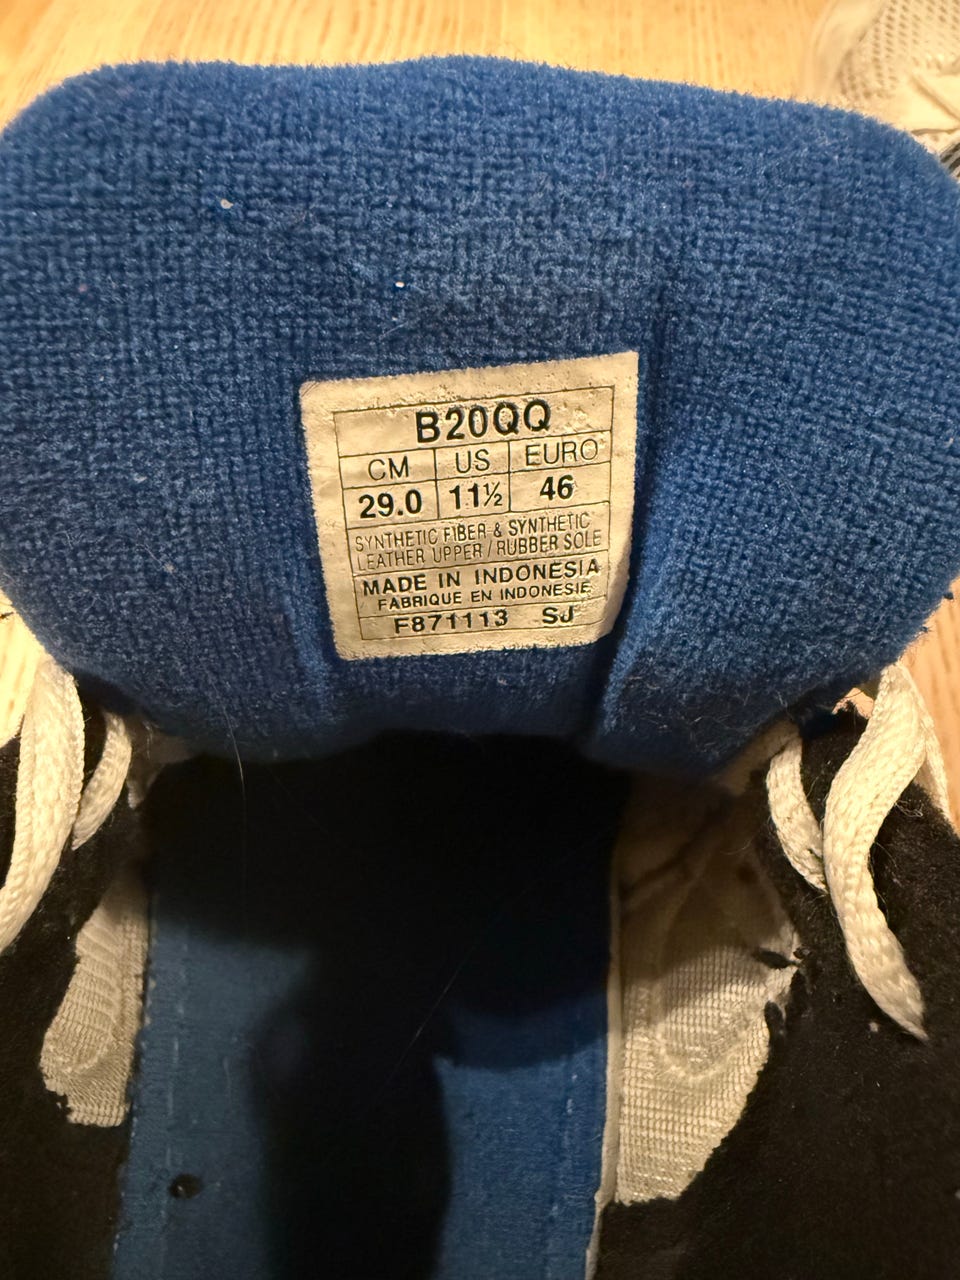 B20QQ
CM US EURO
29.0 11½ 46
SYNTHETIC FIBER & SYNTHETIC
LEATHER UPPER / RUBBER SOLE
MADE IN INDONESIA
FABRIQUE EN INDONESIE
F871113 SJ